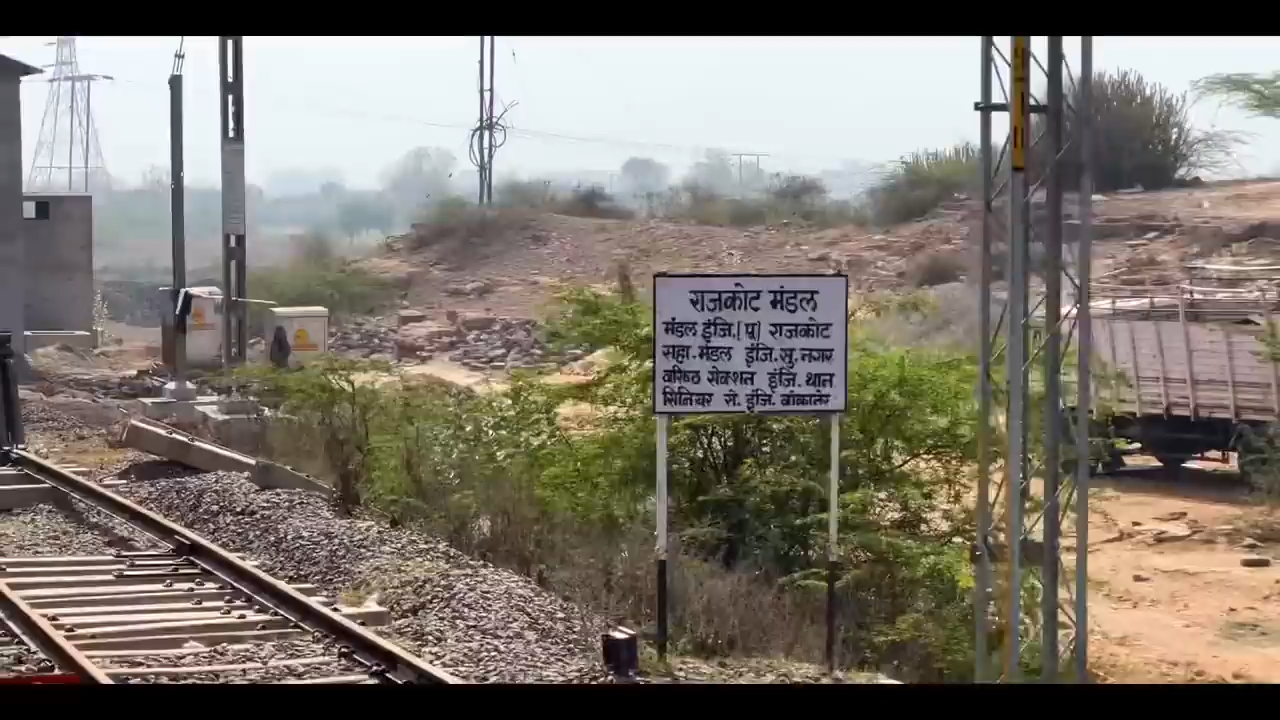 राजकोट मंडल
मंडल इंजि.(पू) राजकोट
सहा.मंडल इंजि.सु.नगर
वरिष्ठ सेक्शन इंजि.थान
सिनियर से. इंजि. वांकानेर